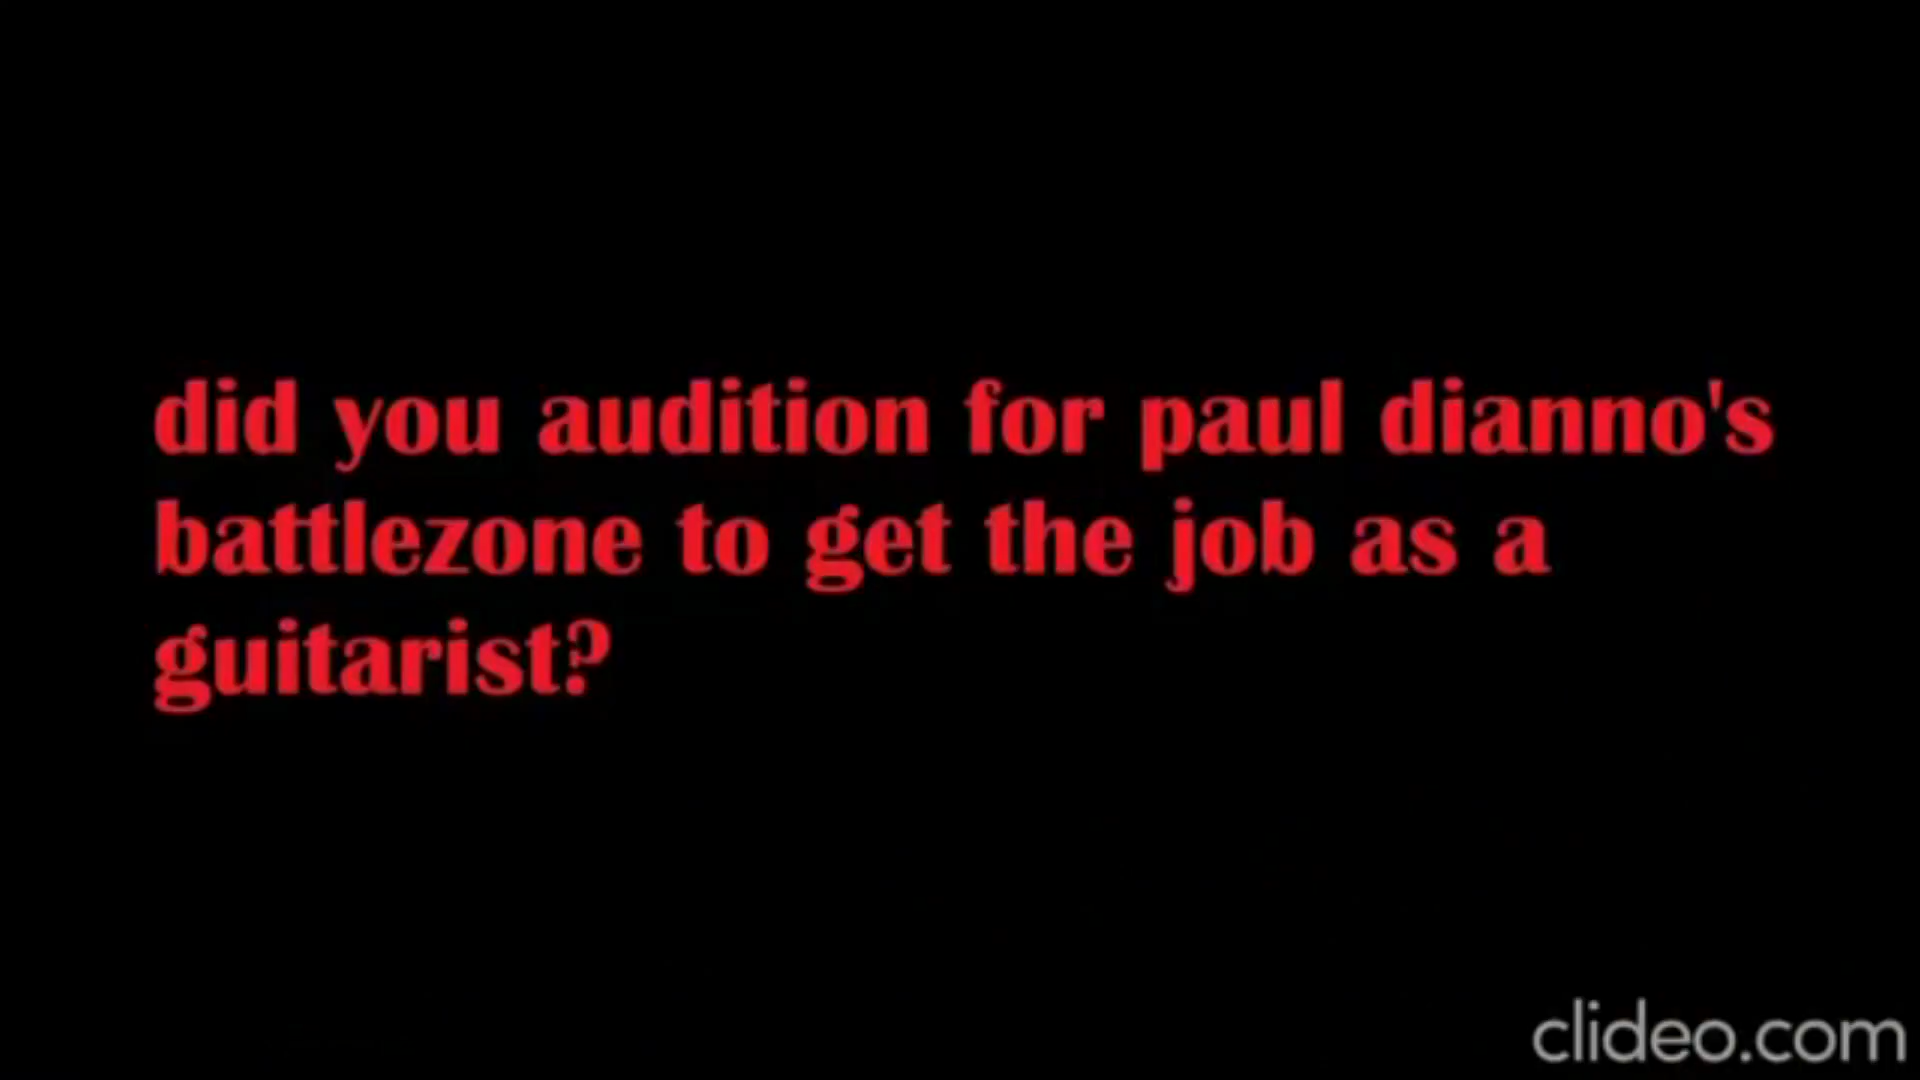 did you audition for paul dianno's
battlezone to get the job as a
guitarist?
clideo.com